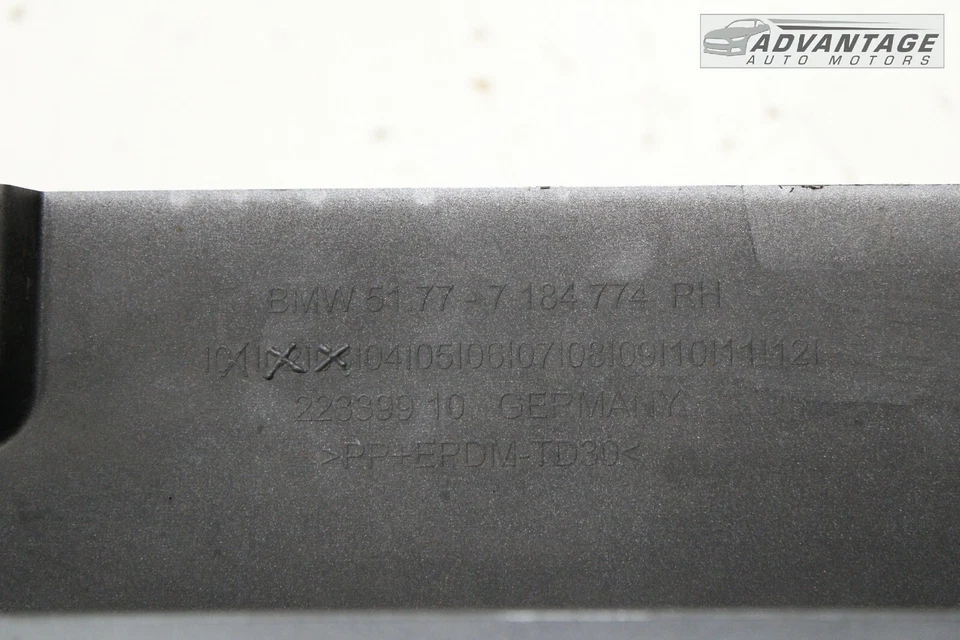 ADVANTAGE
AUTO MOTORS
BMW 51.77 - 7 184 774 RH
|01|02|03|04|05|06|07|08|09|10|11|12|
223399 10 GERMANY
>PP+EPDM-TD30<